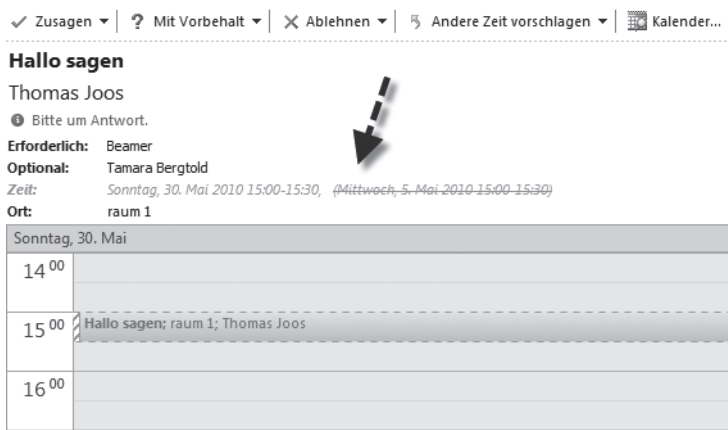 Zusagen Mit Vorbehalt Ablehnen Andere Zeit vorschlagen Kalender...
Hallo sagen
Thomas Joos
Bitte um Antwort.
Erforderlich: Beamer
Optional: Tamara Bergtold
Zeit: Sonntag, 30. Mai 2010 15:00-15:30, (Mittwoch, 5. Mai 2010 15:00-15:30)
Ort: raum 1
Sonntag, 30. Mai
14 00
15 00 Hallo sagen; raum 1; Thomas Joos
16 00